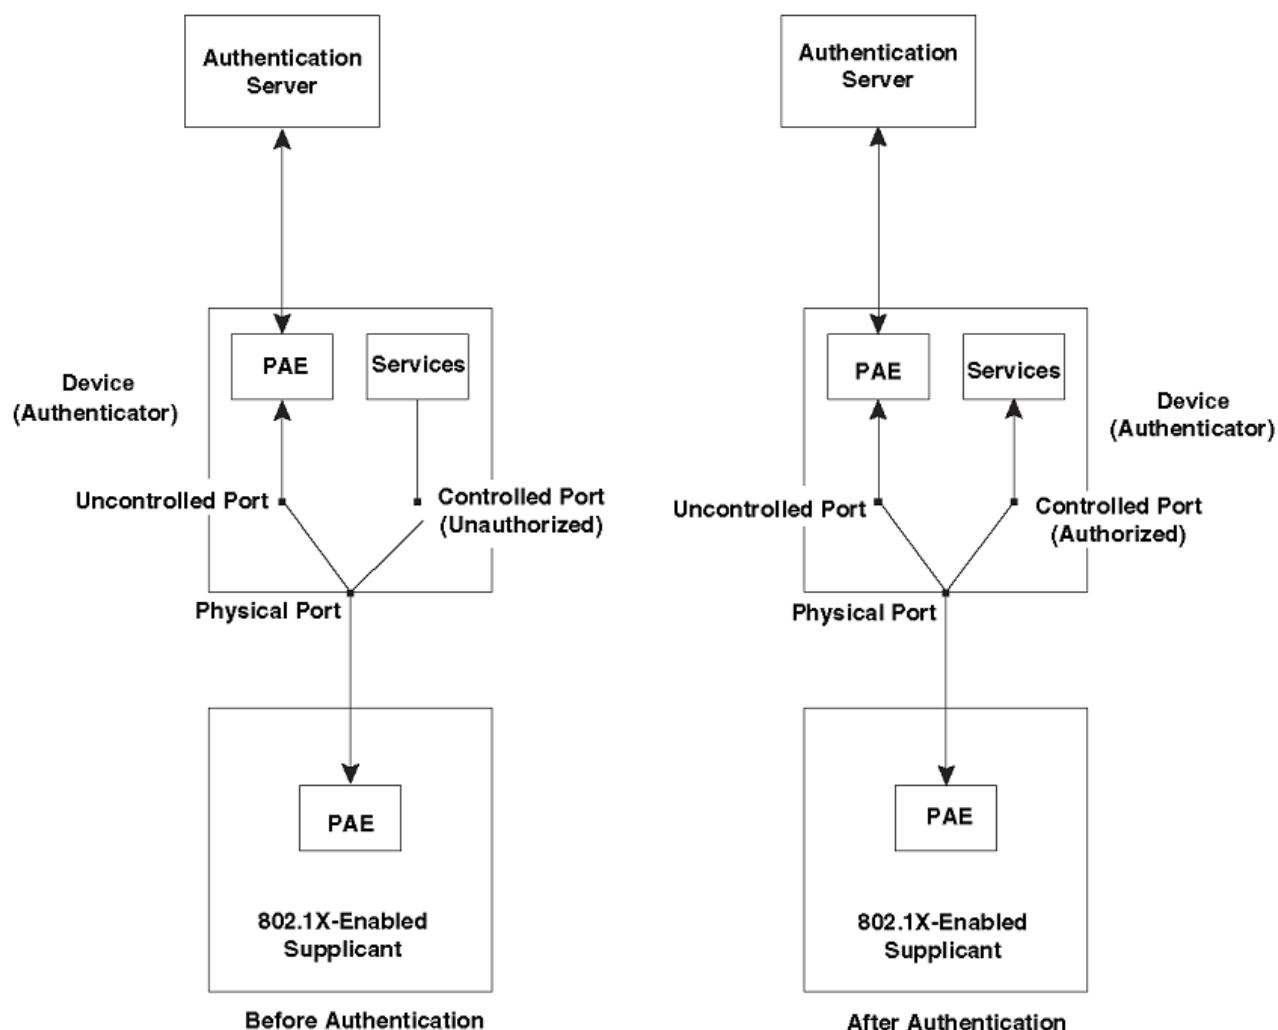 Authentication
Server
PAE
Services
Device
(Authenticator)
Uncontrolled Port
Controlled Port
(Unauthorized)
Physical Port
PAE
802.1X-Enabled
Supplicant
Before Authentication
Authentication
Server
PAE
Services
Device
(Authenticator)
Uncontrolled Port
Controlled Port
(Authorized)
Physical Port
PAE
802.1X-Enabled
Supplicant
After Authentication